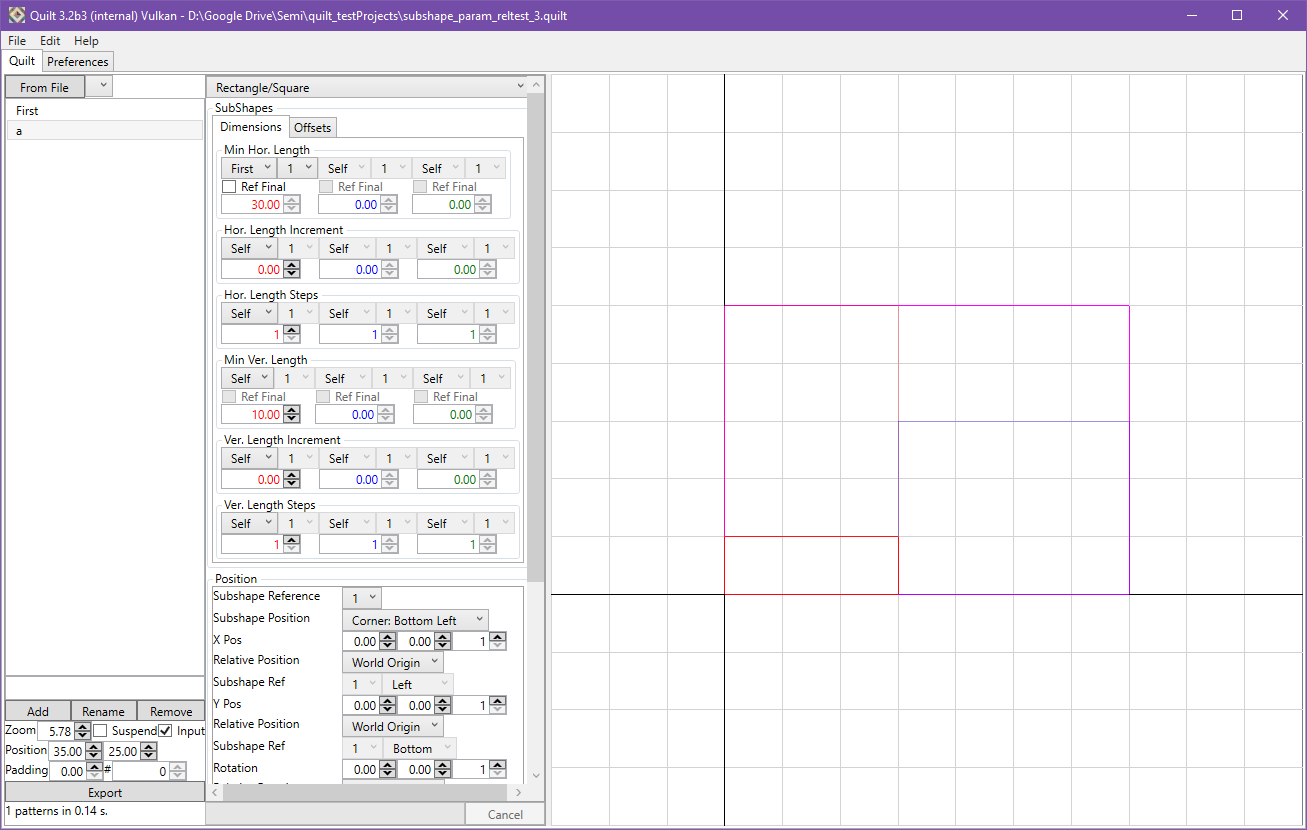 Quilt 3.2b3 (internal) Vulkan - D:\Google Drive\Semi\quilt_testProjects\subshape_param_reltest_3.quilt
File Edit Help
Quilt Preferences
From File
First
a
Add Rename Remove
Zoom 5.78 Suspend Input
Position 35.00 25.00
Padding 0.00 # 0
Export
1 patterns in 0.14 s.
Rectangle/Square
SubShapes
Dimensions Offsets
Min Hor. Length
First 1 Self 1 Self 1
Ref Final Ref Final Ref Final
30.00 0.00 0.00
Hor. Length Increment
Self 1 Self 1 Self 1
0.00 0.00 0.00
Hor. Length Steps
Self 1 Self 1 Self 1
1 1 1
Min Ver. Length
Self 1 Self 1 Self 1
Ref Final Ref Final Ref Final
10.00 0.00 0.00
Ver. Length Increment
Self 1 Self 1 Self 1
0.00 0.00 0.00
Ver. Length Steps
Self 1 Self 1 Self 1
1 1 1
Position
Subshape Reference 1
Subshape Position Corner: Bottom Left
X Pos 0.00 0.00 1
Relative Position World Origin
Subshape Ref 1 Left
Y Pos 0.00 0.00 1
Relative Position World Origin
Subshape Ref 1 Bottom
Rotation 0.00 0.00 1
Cancel